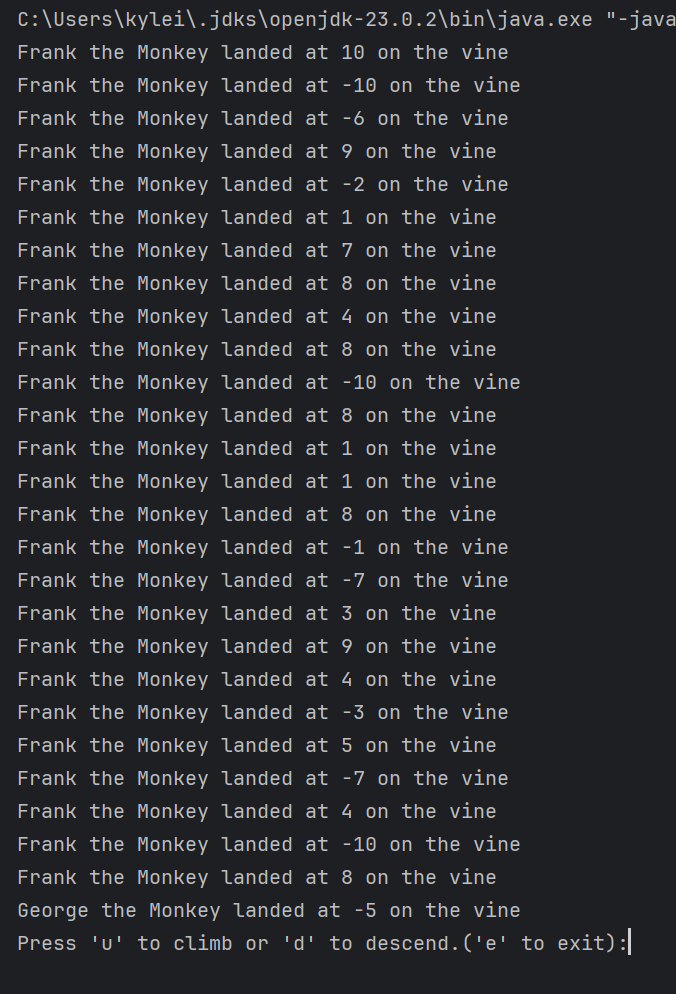 C:\Users\kylei\.jdks\openjdk-23.0.2\bin\java.exe "-java
Frank the Monkey landed at 10 on the vine
Frank the Monkey landed at -10 on the vine
Frank the Monkey landed at -6 on the vine
Frank the Monkey landed at 9 on the vine
Frank the Monkey landed at -2 on the vine
Frank the Monkey landed at 1 on the vine
Frank the Monkey landed at 7 on the vine
Frank the Monkey landed at 8 on the vine
Frank the Monkey landed at 4 on the vine
Frank the Monkey landed at 8 on the vine
Frank the Monkey landed at -10 on the vine
Frank the Monkey landed at 8 on the vine
Frank the Monkey landed at 1 on the vine
Frank the Monkey landed at 1 on the vine
Frank the Monkey landed at 8 on the vine
Frank the Monkey landed at -1 on the vine
Frank the Monkey landed at -7 on the vine
Frank the Monkey landed at 3 on the vine
Frank the Monkey landed at 9 on the vine
Frank the Monkey landed at 4 on the vine
Frank the Monkey landed at -3 on the vine
Frank the Monkey landed at 5 on the vine
Frank the Monkey landed at -7 on the vine
Frank the Monkey landed at 4 on the vine
Frank the Monkey landed at -10 on the vine
Frank the Monkey landed at 8 on the vine
George the Monkey landed at -5 on the vine
Press 'u' to climb or 'd' to descend.('e' to exit):